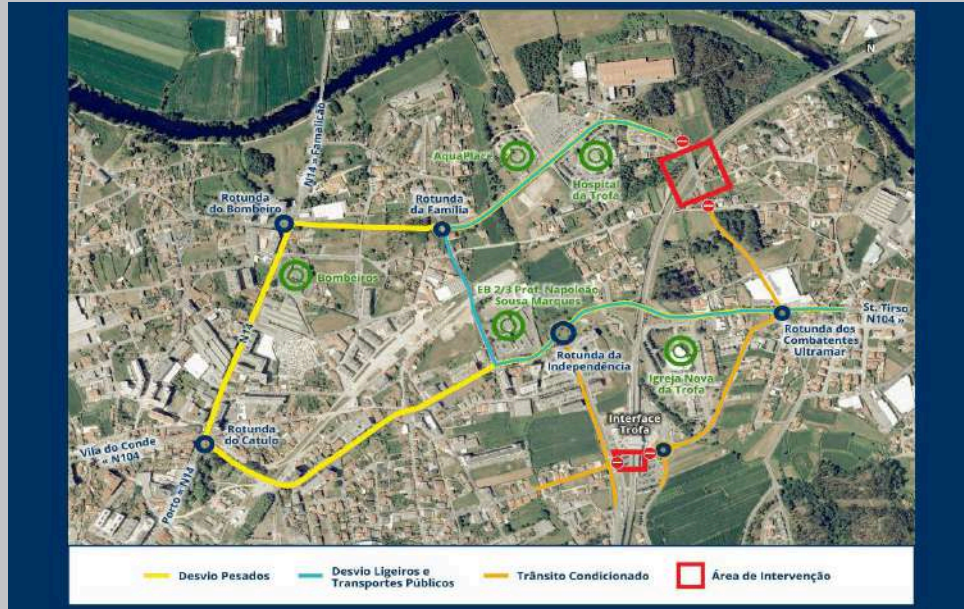 N
N14 » Famalicão
AquaPlace
Hospital
da Trofa
Rotunda
do Bombeiro
Rotunda
da Família
Bombeiros
EB 2/3 Prof. Napoleão
Sousa Marques
N14
St. Tirso
N104 »
Rotunda da
Independência
Rotunda dos
Combatentes
Ultramar
Igreja Nova
da Trofa
Interface
Trofa
Rotunda
do Catulo
Vila do Conde
« N104
Porto « N14
Desvio Pesados
Desvio Ligeiros e
Transportes Públicos
Trânsito Condicionado
Área de Intervenção